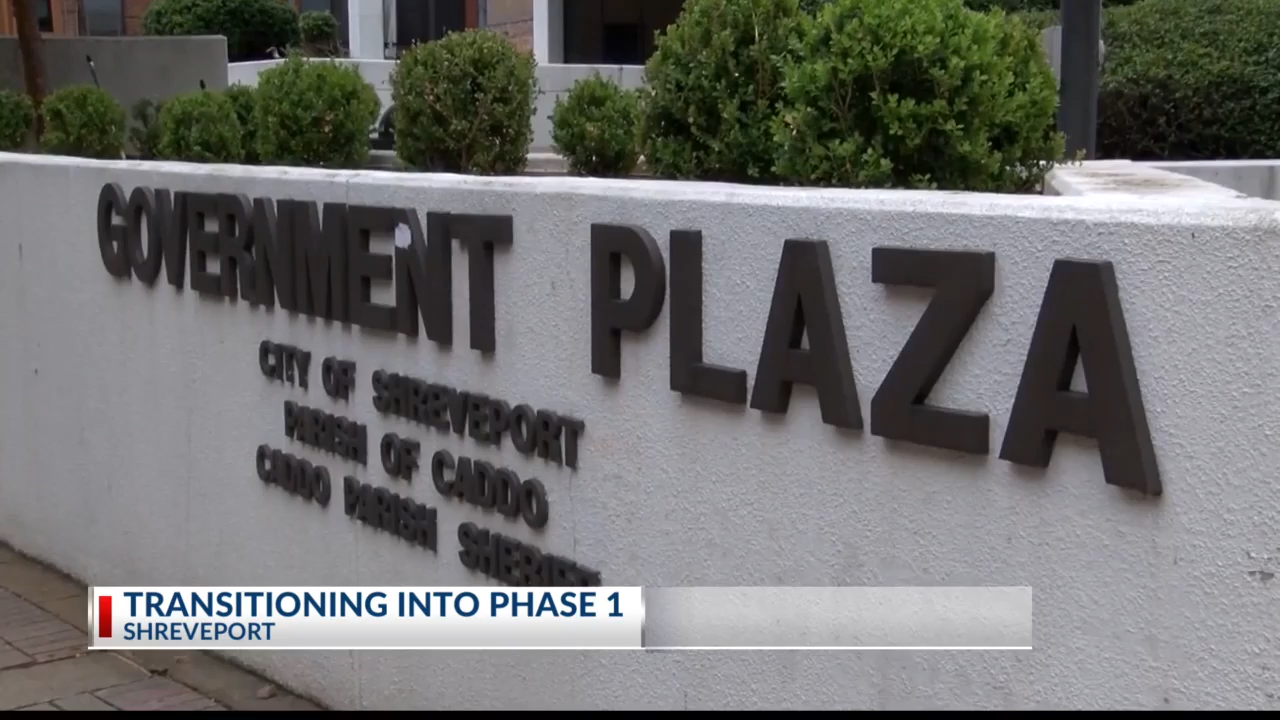 GOVERNMENT PLAZA
CITY OF SHREVEPORT
PARISH OF CADDO
CADDO PARISH SHERIFF
TRANSITIONING INTO PHASE 1
SHREVEPORT